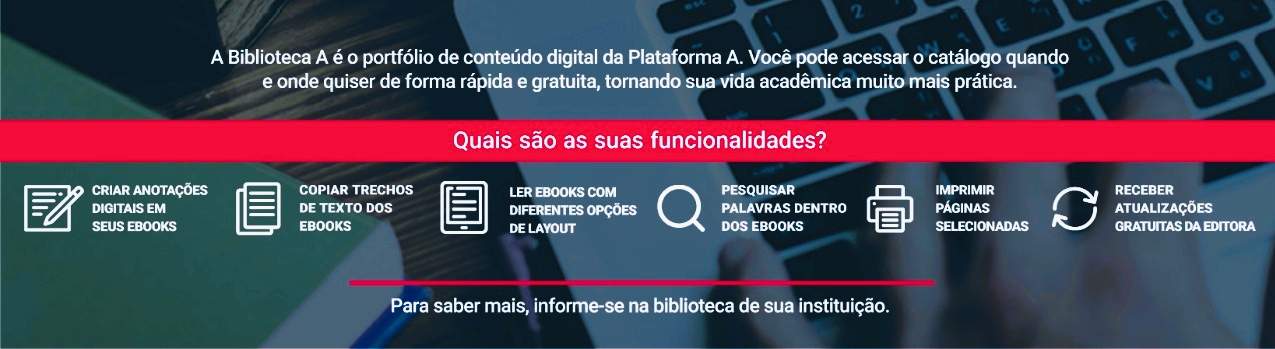 A Biblioteca A é o portfólio de conteúdo digital da Plataforma A. Você pode acessar o catálogo quando
e onde quiser de forma rápida e gratuita, tornando sua vida acadêmica muito mais prática.
Quais são as suas funcionalidades?
CRIAR ANOTAÇÕES
DIGITAIS EM
SEUS EBOOKS
COPIAR TRECHOS
DE TEXTO DOS
EBOOKS
LER EBOOKS COM
DIFERENTES OPÇÕES
DE LAYOUT
PESQUISAR
PALAVRAS DENTRO
DOS EBOOKS
IMPRIMIR
PÁGINAS
SELECIONADAS
RECEBER
ATUALIZAÇÕES
GRATUITAS DA EDITORA
Para saber mais, informe-se na biblioteca de sua instituição.